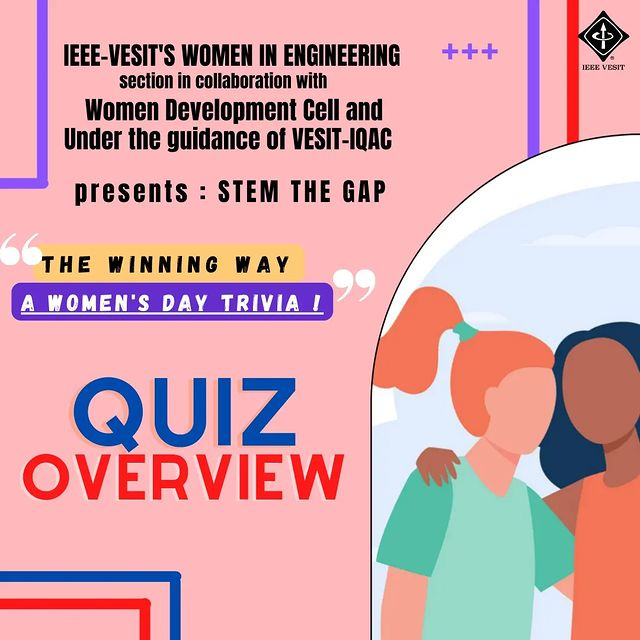 IEEE-VESIT'S WOMEN IN ENGINEERING
section in collaboration with
Women Development Cell and
Under the guidance of VESIT-IQAC
presents : STEM THE GAP
IEEE VESIT
“THE WINNING WAY
A WOMEN'S DAY TRIVIA !”
QUIZ
OVERVIEW